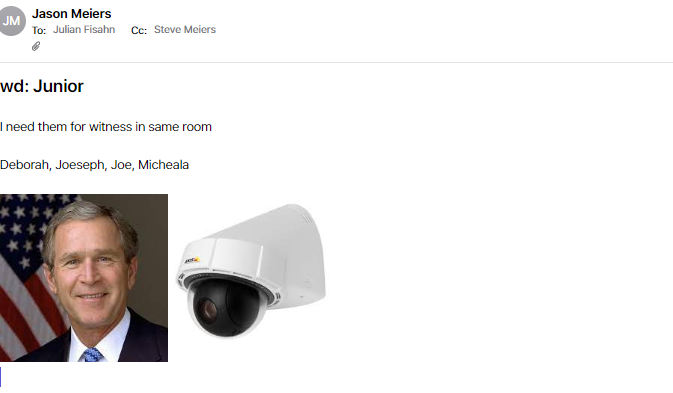 JM
Jason Meiers
To: Julian Fisahn Cc: Steve Meiers
wd: Junior
I need them for witness in same room
Deborah, Joeseph, Joe, Micheala
AXIS